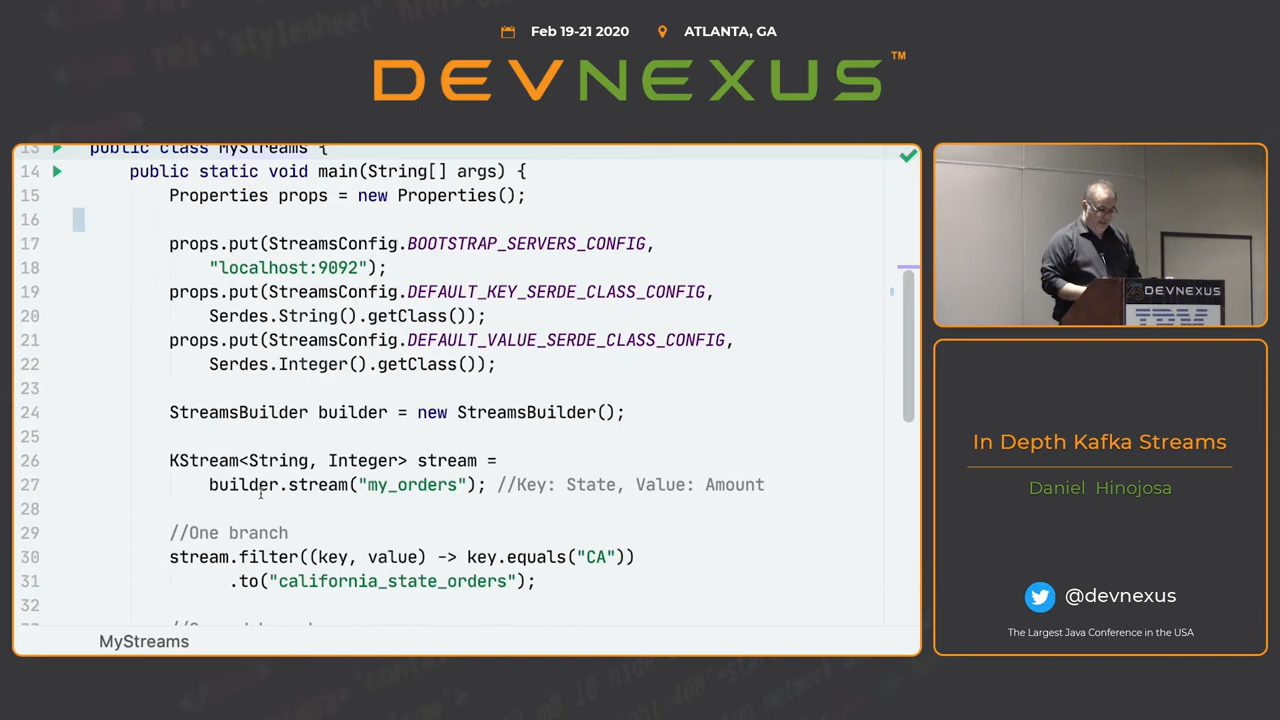 Feb 19-21 2020 ATLANTA, GA
DEVNEXUS™
13 public class MyStreams {
14 public static void main(String[] args) {
15 Properties props = new Properties();
16
17 props.put(StreamsConfig.BOOTSTRAP_SERVERS_CONFIG,
18 "localhost:9092");
19 props.put(StreamsConfig.DEFAULT_KEY_SERDE_CLASS_CONFIG,
20 Serdes.String().getClass());
21 props.put(StreamsConfig.DEFAULT_VALUE_SERDE_CLASS_CONFIG,
22 Serdes.Integer().getClass());
23
24 StreamsBuilder builder = new StreamsBuilder();
25
26 KStream<String, Integer> stream =
27 builder.stream("my_orders"); //Key: State, Value: Amount
28
29 //One branch
30 stream.filter((key, value) -> key.equals("CA"))
31 .to("california_state_orders");
32
MyStreams
DEVNEXUS
IBM
In Depth Kafka Streams
Daniel Hinojosa
@devnexus
The Largest Java Conference in the USA